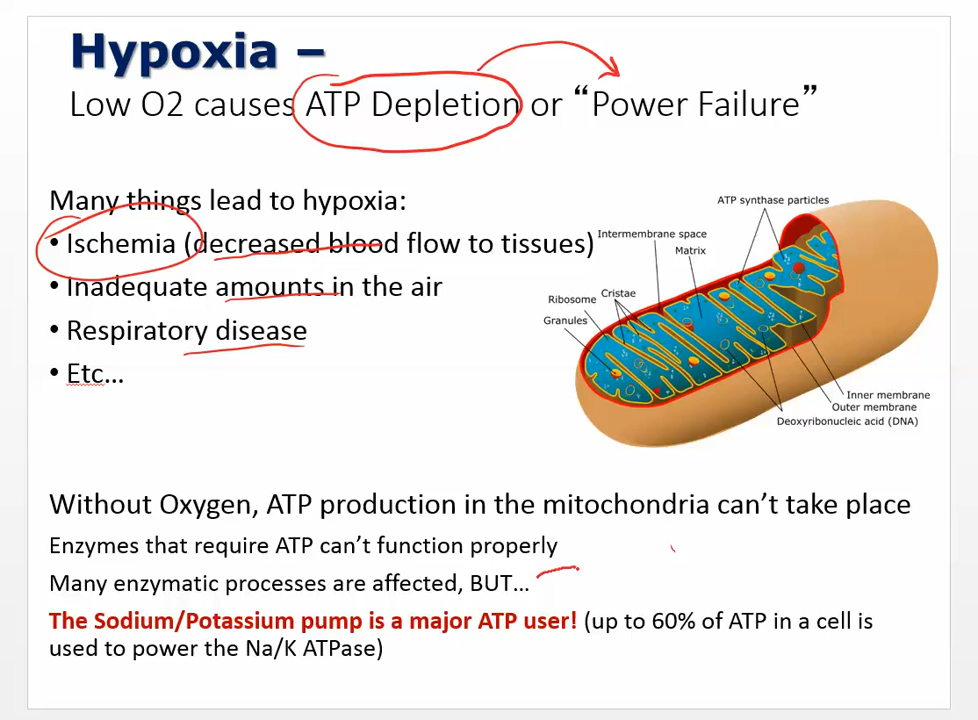 Hypoxia –
Low O2 causes ATP Depletion or “Power Failure”
Many things lead to hypoxia:
• Ischemia (decreased blood flow to tissues)
• Inadequate amounts in the air
• Respiratory disease
• Etc…
ATP synthase particles
Intermembrane space
Matrix
Cristae
Ribosome
Granules
Inner membrane
Outer membrane
Deoxyribonucleic acid (DNA)
Without Oxygen, ATP production in the mitochondria can’t take place
Enzymes that require ATP can’t function properly
Many enzymatic processes are affected, BUT…
The Sodium/Potassium pump is a major ATP user! (up to 60% of ATP in a cell is
used to power the Na/K ATPase)